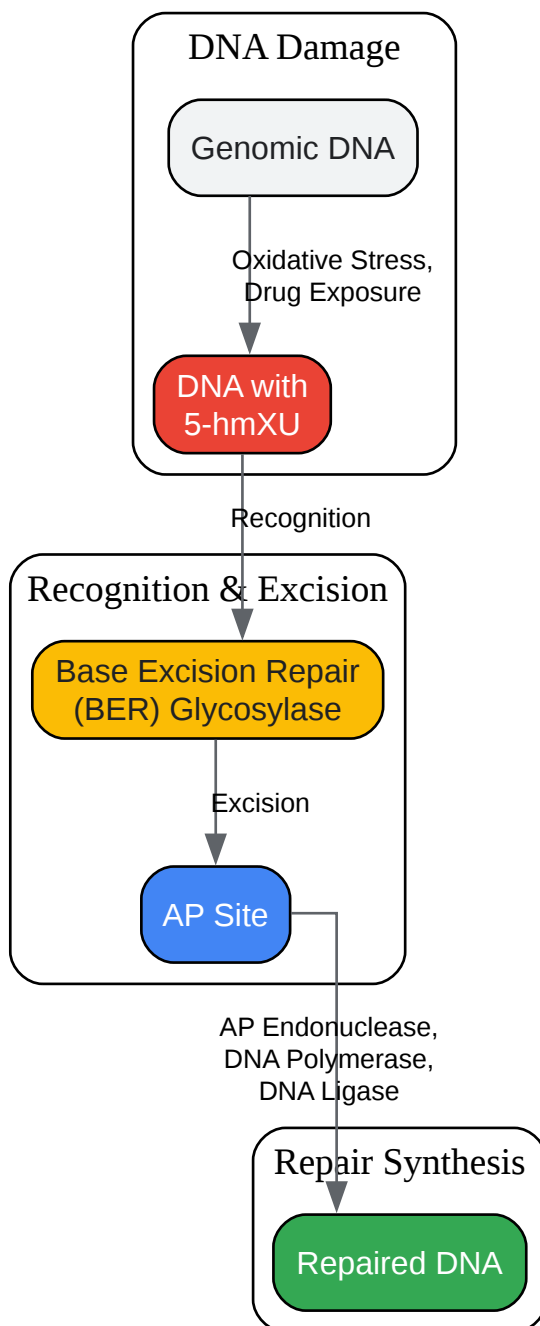 DNA Damage
Genomic DNA
Oxidative Stress,
Drug Exposure
DNA with
5-hmXU
Recognition
Recognition & Excision
Base Excision Repair
(BER) Glycosylase
Excision
AP Site
AP Endonuclease,
DNA Polymerase,
DNA Ligase
Repair Synthesis
Repaired DNA